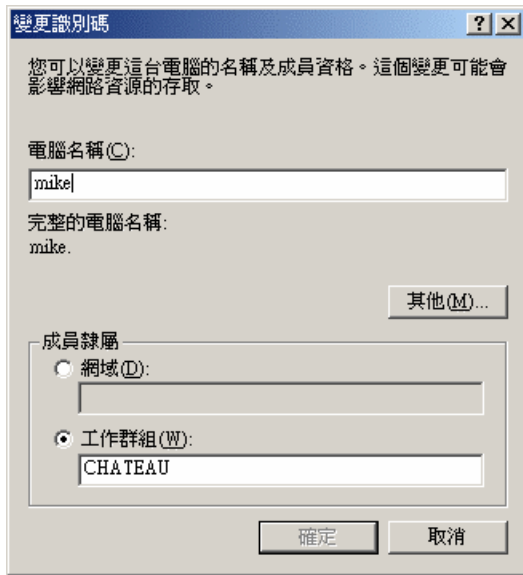 變更識別碼
您可以變更這台電腦的名稱及成員資格。這個變更可能會
影響網路資源的存取。
電腦名稱(C):
mike
完整的電腦名稱:
mike.
其他(M)...
成員隸屬
網域(D):
工作群組(W):
CHATEAU
確定
取消